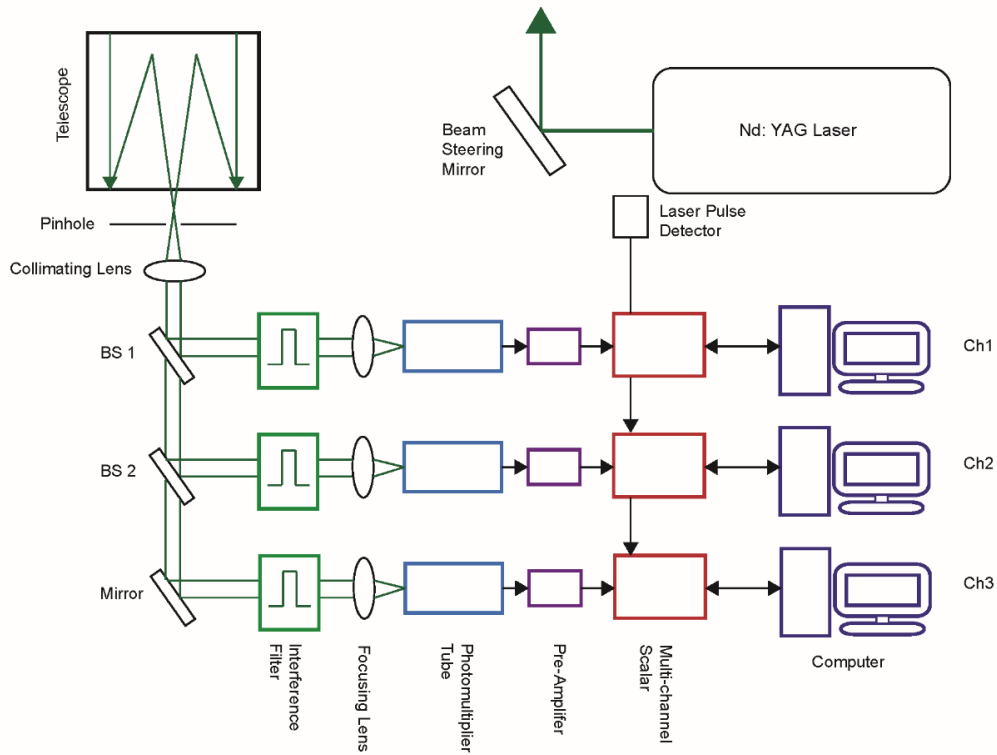 Telescope
Beam
Steering
Mirror
Nd: YAG Laser
Pinhole
Laser Pulse
Detector
Collimating Lens
BS 1
Ch1
BS 2
Ch2
Mirror
Ch3
Interference
Filter
Focusing Lens
Photomultiplier
Tube
Pre-Amplifer
Multi-channel
Scalar
Computer